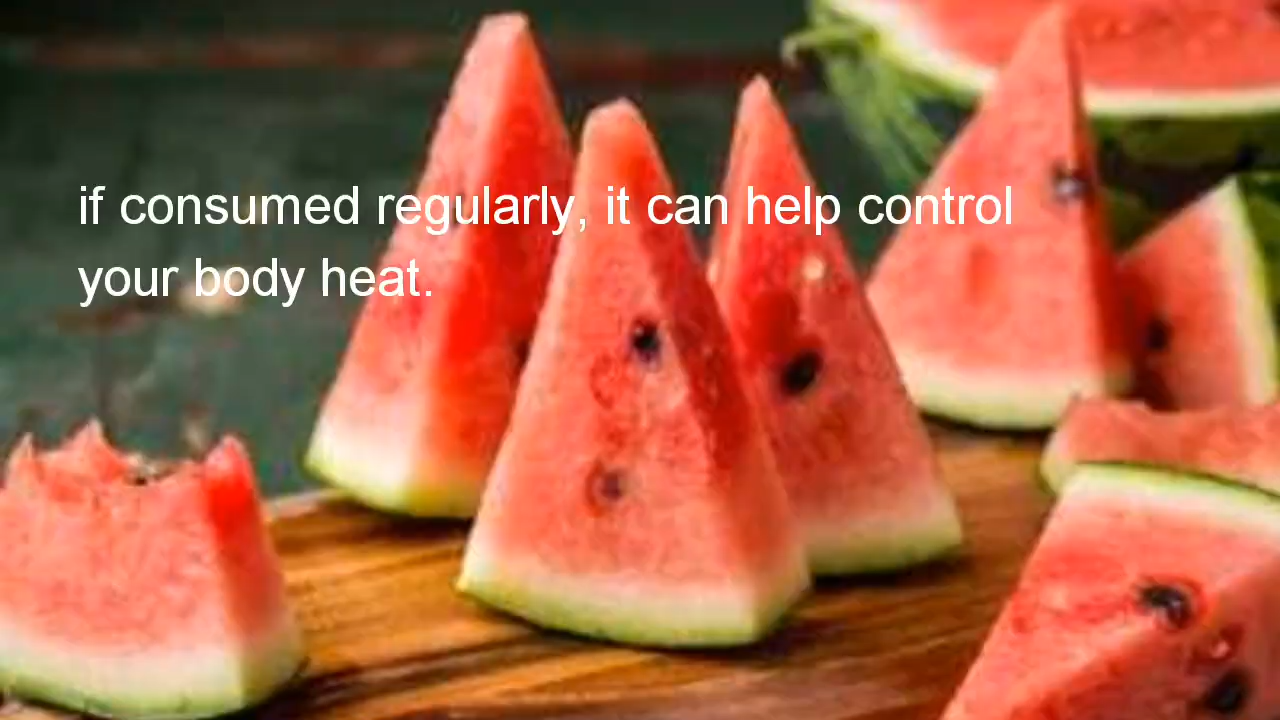 if consumed regularly, it can help control
your body heat.